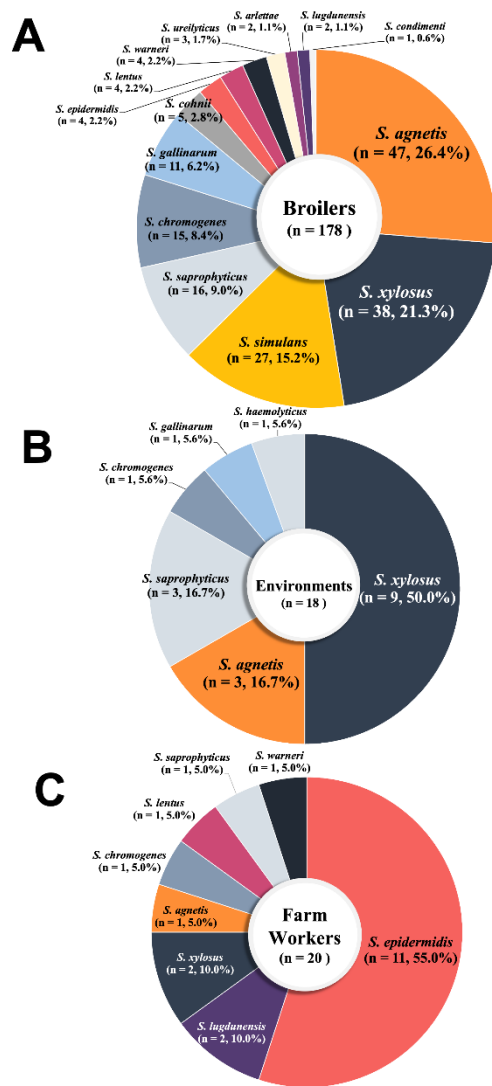 A
S. ureilyticus
(n = 3, 1.7%)
S. arlettae
(n = 2, 1.1%)
S. lugdunensis
(n = 2, 1.1%)
S. condimenti
(n = 1, 0.6%)
S. warneri
(n = 4, 2.2%)
S. lentus
(n = 4, 2.2%)
S. epidermidis
(n = 4, 2.2%)
S. cohnii
(n = 5, 2.8%)
S. gallinarum
(n = 11, 6.2%)
S. chromogenes
(n = 15, 8.4%)
S. saprophyticus
(n = 16, 9.0%)
S. simulans
(n = 27, 15.2%)
S. agnetis
(n = 47, 26.4%)
S. xylosus
(n = 38, 21.3%)
Broilers
(n = 178 )
B
S. haemolyticus
(n = 1, 5.6%)
S. gallinarum
(n = 1, 5.6%)
S. chromogenes
(n = 1, 5.6%)
S. saprophyticus
(n = 3, 16.7%)
S. agnetis
(n = 3, 16.7%)
S. xylosus
(n = 9, 50.0%)
Environments
(n = 18 )
C
S. saprophyticus
(n = 1, 5.0%)
S. warneri
(n = 1, 5.0%)
S. lentus
(n = 1, 5.0%)
S. chromogenes
(n = 1, 5.0%)
S. agnetis
(n = 1, 5.0%)
S. xylosus
(n = 2, 10.0%)
S. lugdunensis
(n = 2, 10.0%)
S. epidermidis
(n = 11, 55.0%)
Farm
Workers
(n = 20 )